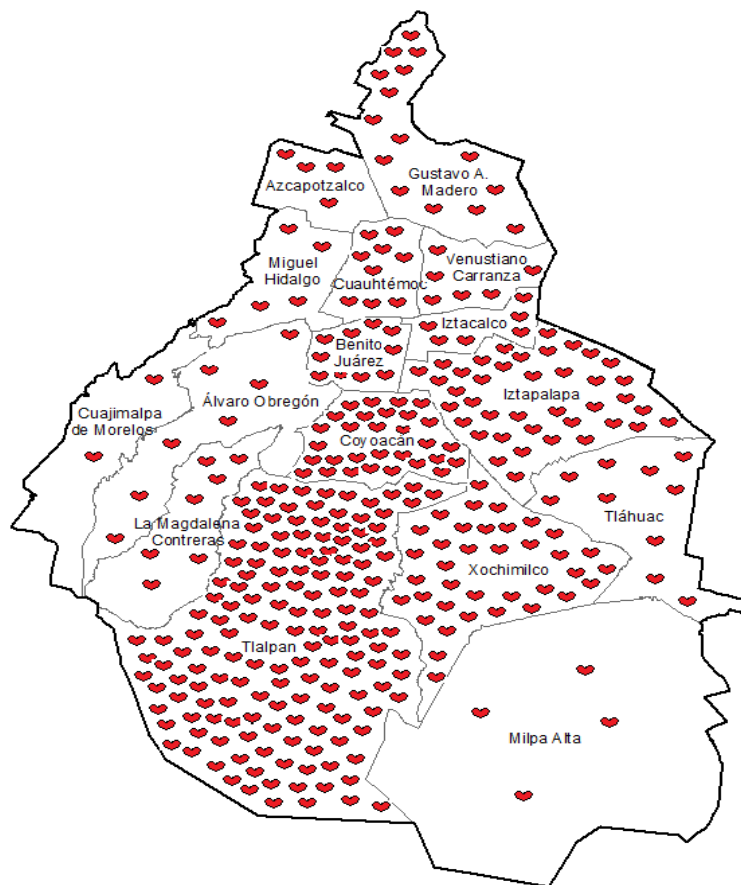 Gustavo A.
Madero
Azcapotzalco
Miguel
Hidalgo
Cuauhtémoc
Venustiano
Carranza
Iztacalco
Benito
Juárez
Iztapalapa
Álvaro Obregón
Cuajimalpa
de Morelos
Coyoacán
La Magdalena
Contreras
Tláhuac
Xochimilco
Tlalpan
Milpa Alta